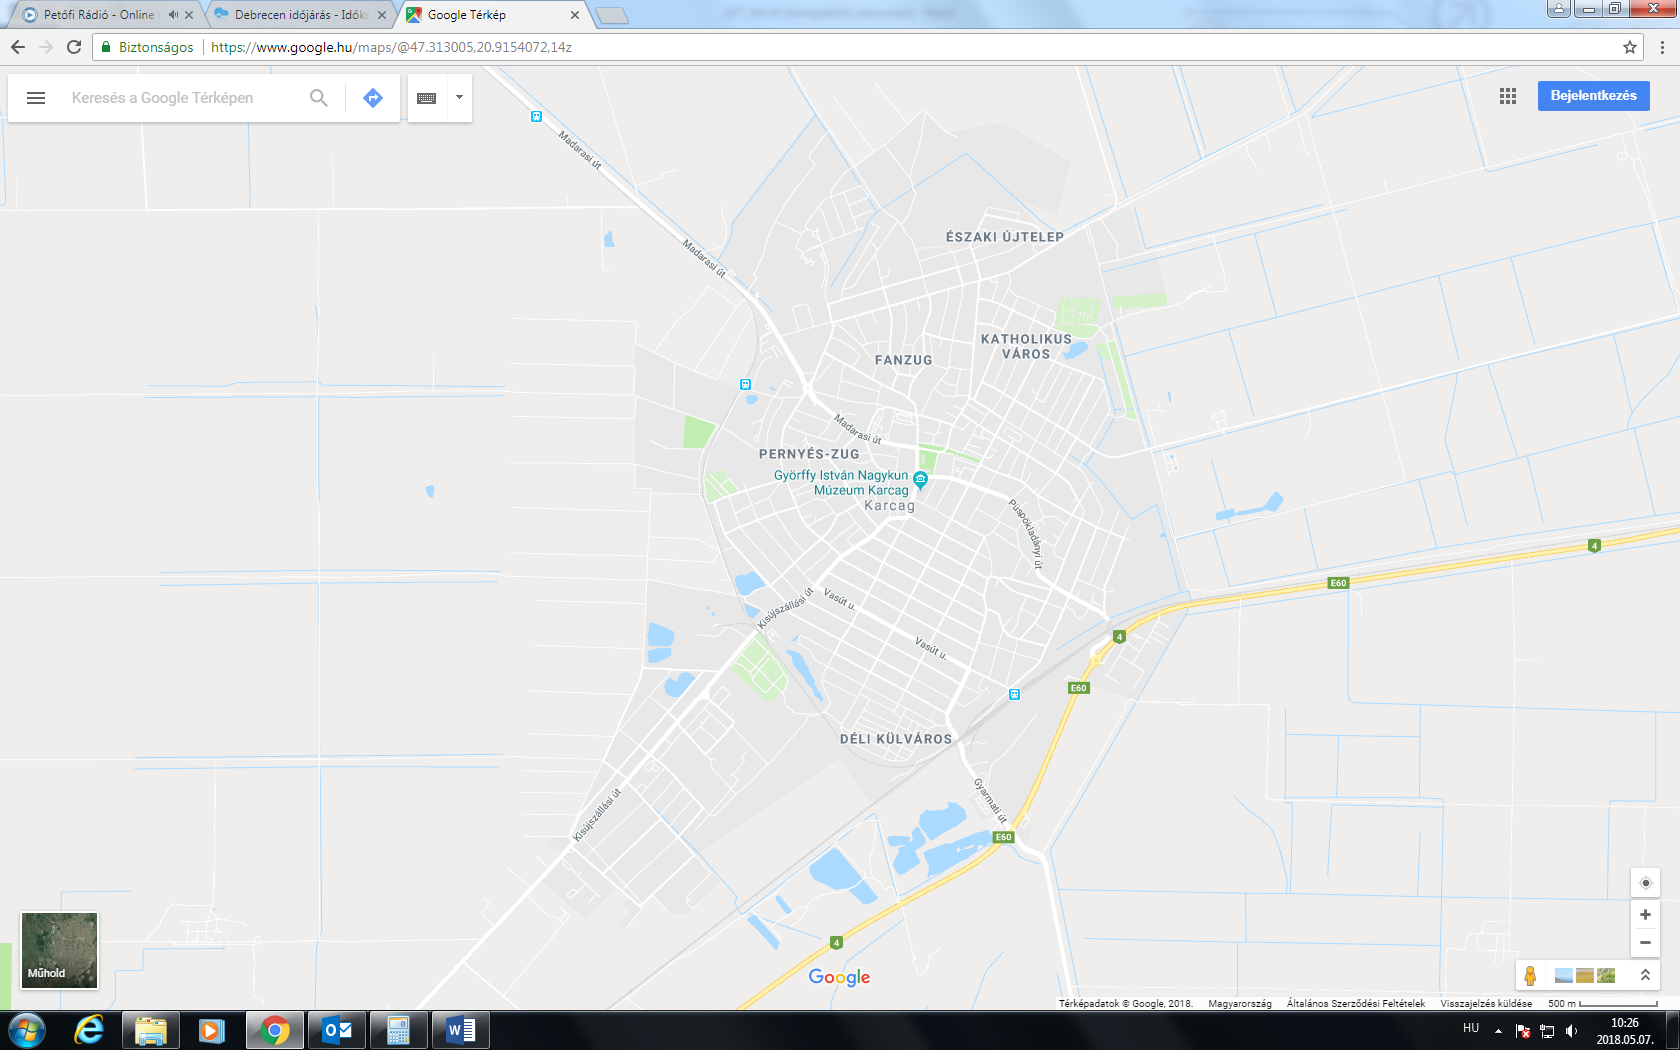 Petőfi Rádió - Online
Debrecen időjárás - Időké
Google Térkép
Biztonságos
https://www.google.hu/maps/@47.313005,20.9154072,14z
Keresés a Google Térképen
Bejelentkezés
Madarasi út
Madarasi út
ÉSZAKI ÚJTELEP
KATHOLIKUS
VÁROS
FANZUG
Madarasi út
PERNYÉS-ZUG
Györffy István Nagykun
Múzeum Karcag
Karcag
Püspökladányi út
4
E60
Kisújszállási út
Vasút u.
4
Vasút u.
E60
DÉLI KÜLVÁROS
Gyarmati út
Kisújszállási út
E60
4
Műhold
Google
Térképadatok © Google, 2018.
Magyarország
Általános Szerződési Feltételek
Visszajelzés küldése
500 m
HU
10:26
2018.05.07.